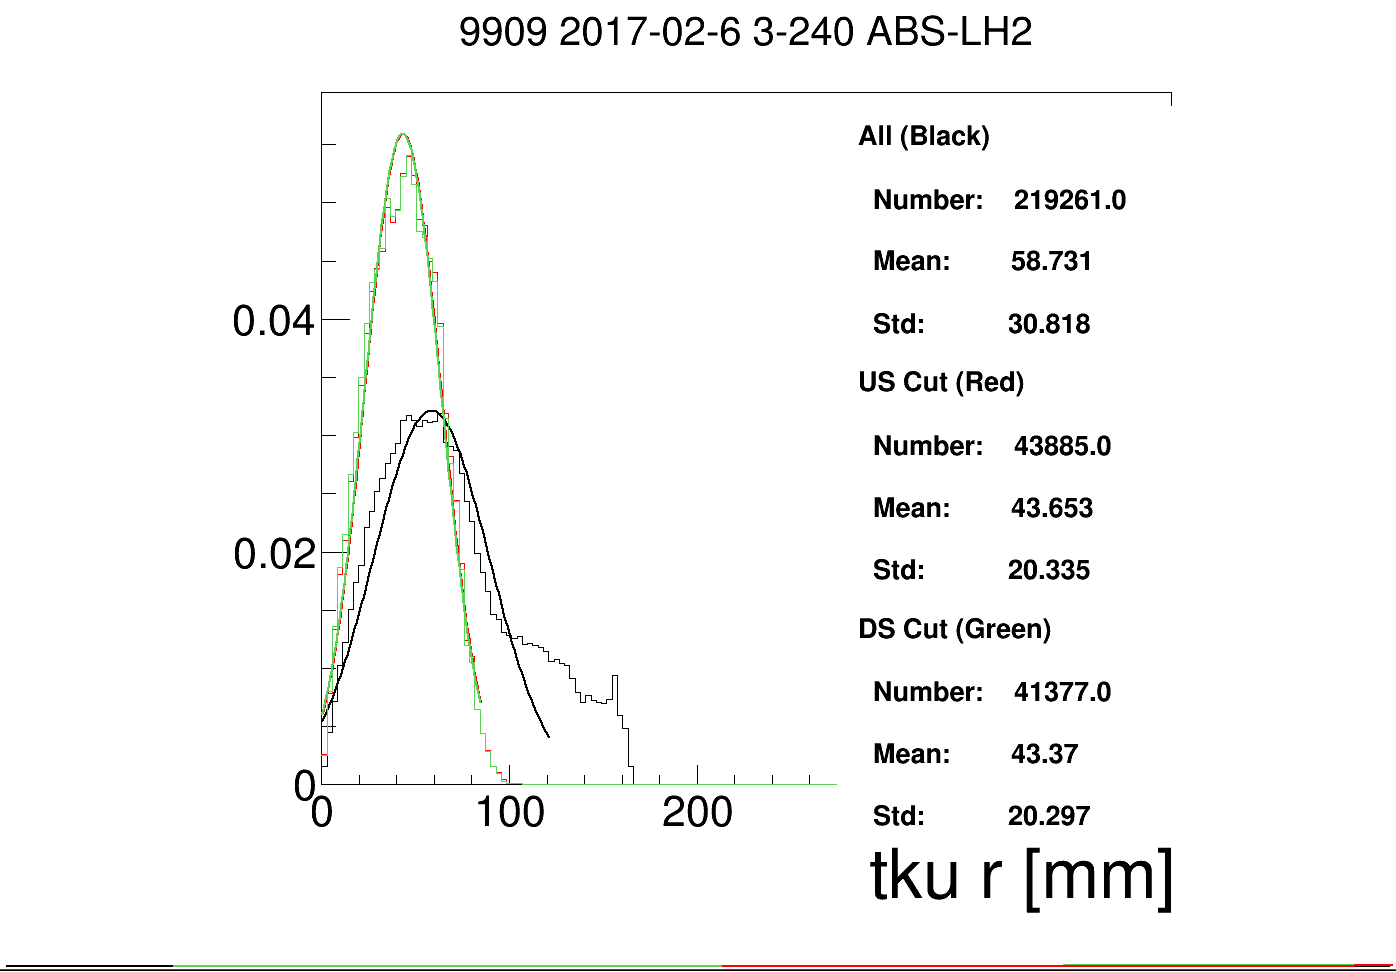 9909 2017-02-6 3-240 ABS-LH2
All (Black)
Number: 219261.0
Mean: 58.731
Std: 30.818
US Cut (Red)
Number: 43885.0
Mean: 43.653
Std: 20.335
DS Cut (Green)
Number: 41377.0
Mean: 43.37
Std: 20.297
0.04
0.02
0
0 100 200
tku r [mm]